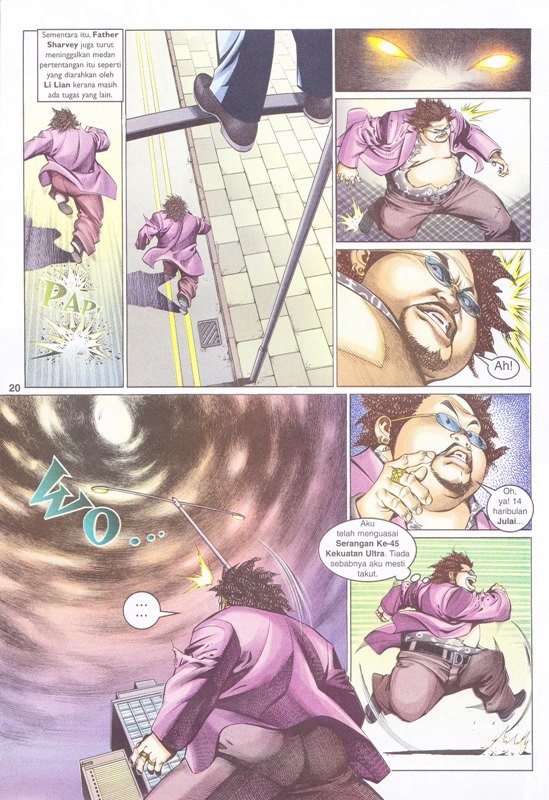 Sementara itu, Father
Sharvey juga turut
meninggalkan medan
pertentangan itu seperti
yang diarahkan oleh
Li Lian kerana masih
ada tugas yang lain.
PAP!
Ah!
20
WO...
...
...
Oh,
ya! 14
haribulan
Julai...
Aku
telah menguasai
Serangan Ke-45
Kekuatan Ultra. Tiada
sebabnya aku mesti
takut.